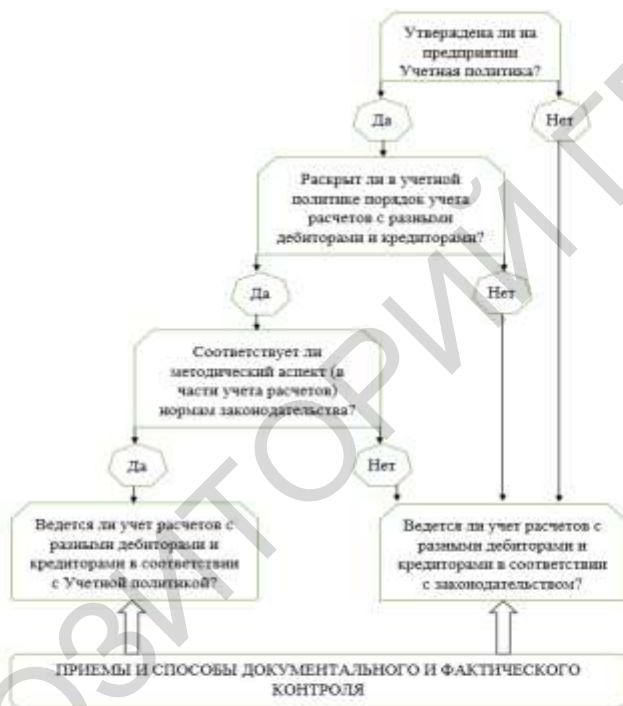 Утверждена ли на
предприятии
Учетная политика?
Да
Нет
Раскрыт ли в учетной
политике порядок учета
расчетов с разными
дебиторами и кредиторами?
Да
Нет
Соответствует ли
методический аспект (в
части учета расчетов)
нормам законодательства?
Да
Нет
Ведется ли учет расчетов с
разными дебиторами и
кредиторами в соответствии
с Учетной политикой?
Ведется ли учет расчетов с
разными дебиторами и
кредиторами в соответствии
с законодательством?
ПРИЕМЫ И СПОСОБЫ ДОКУМЕНТАЛЬНОГО И ФАКТИЧЕСКОГО
КОНТРОЛЯ